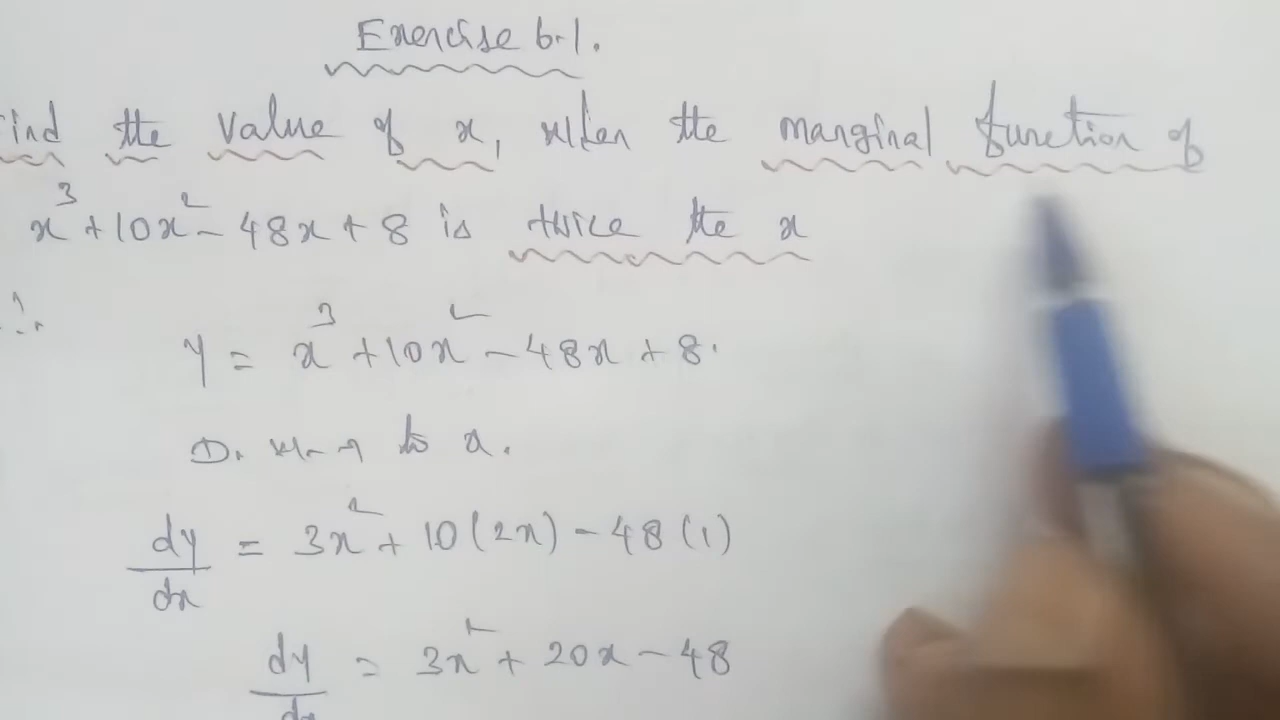 Exercise 6.1.
ind the value of x, when the marginal function of
x³+10x²-48x+8 is twice the x
y = x³+10x²-48x+8.
D. w.r.to x.
dy/dx = 3x²+10(2x)-48(1)
dy/dx = 3x²+20x-48